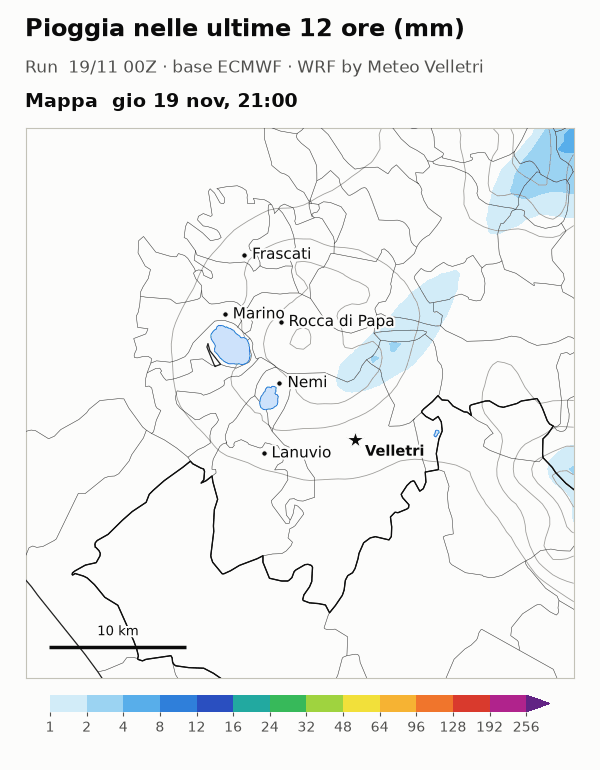 Pioggia nelle ultime 12 ore (mm)
Run  19/11 00Z · base ECMWF · WRF by Meteo Velletri
Mappa  gio 19 nov, 21:00
Frascati
Marino
Rocca di Papa
Nemi
Velletri
Lanuvio
10 km
1 2 4 8 12 16 24 32 48 64 96 128 192 256